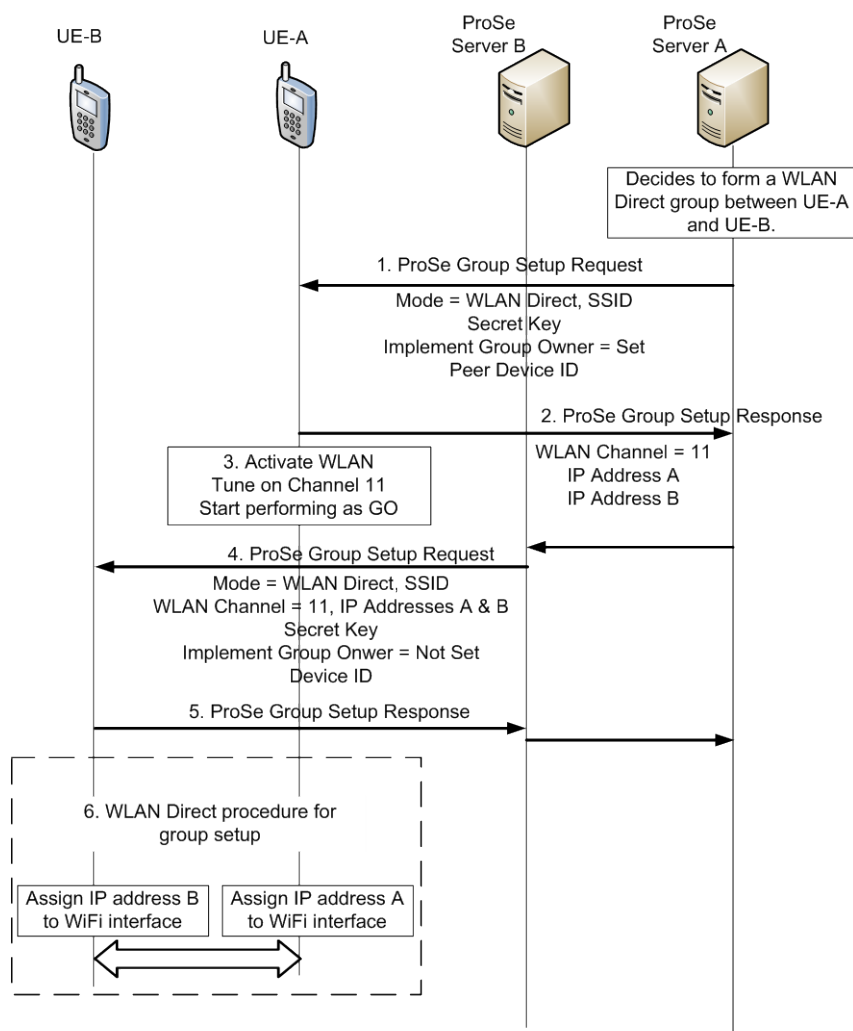 UE-B
UE-A
ProSe
Server B
ProSe
Server A
Decides to form a WLAN
Direct group between UE-A
and UE-B.
1. ProSe Group Setup Request
Mode = WLAN Direct, SSID
Secret Key
Implement Group Owner = Set
Peer Device ID
2. ProSe Group Setup Response
WLAN Channel = 11
IP Address A
IP Address B
3. Activate WLAN
Tune on Channel 11
Start performing as GO
4. ProSe Group Setup Request
Mode = WLAN Direct, SSID
WLAN Channel = 11, IP Addresses A & B
Secret Key
Implement Group Onwer = Not Set
Device ID
5. ProSe Group Setup Response
6. WLAN Direct procedure for
group setup
Assign IP address B
to WiFi interface
Assign IP address A
to WiFi interface